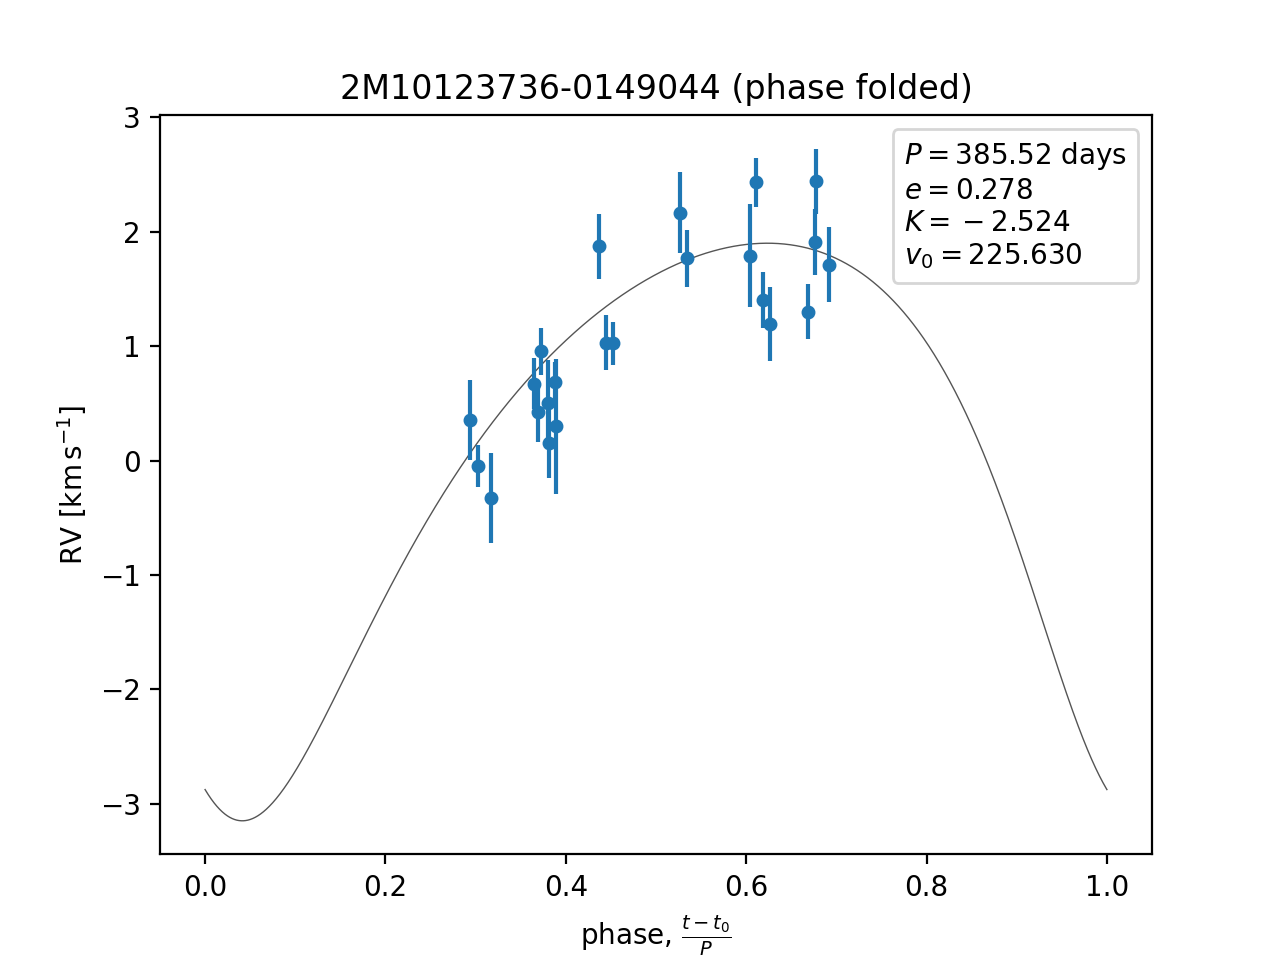 2M10123736-0149044 (phase folded)
P = 385.52 days
e = 0.278
K = −2.524
v₀ = 225.630
RV [km s⁻¹]
3
2
1
0
−1
−2
−3
0.0 0.2 0.4 0.6 0.8 1.0
phase, (t − t₀)/P